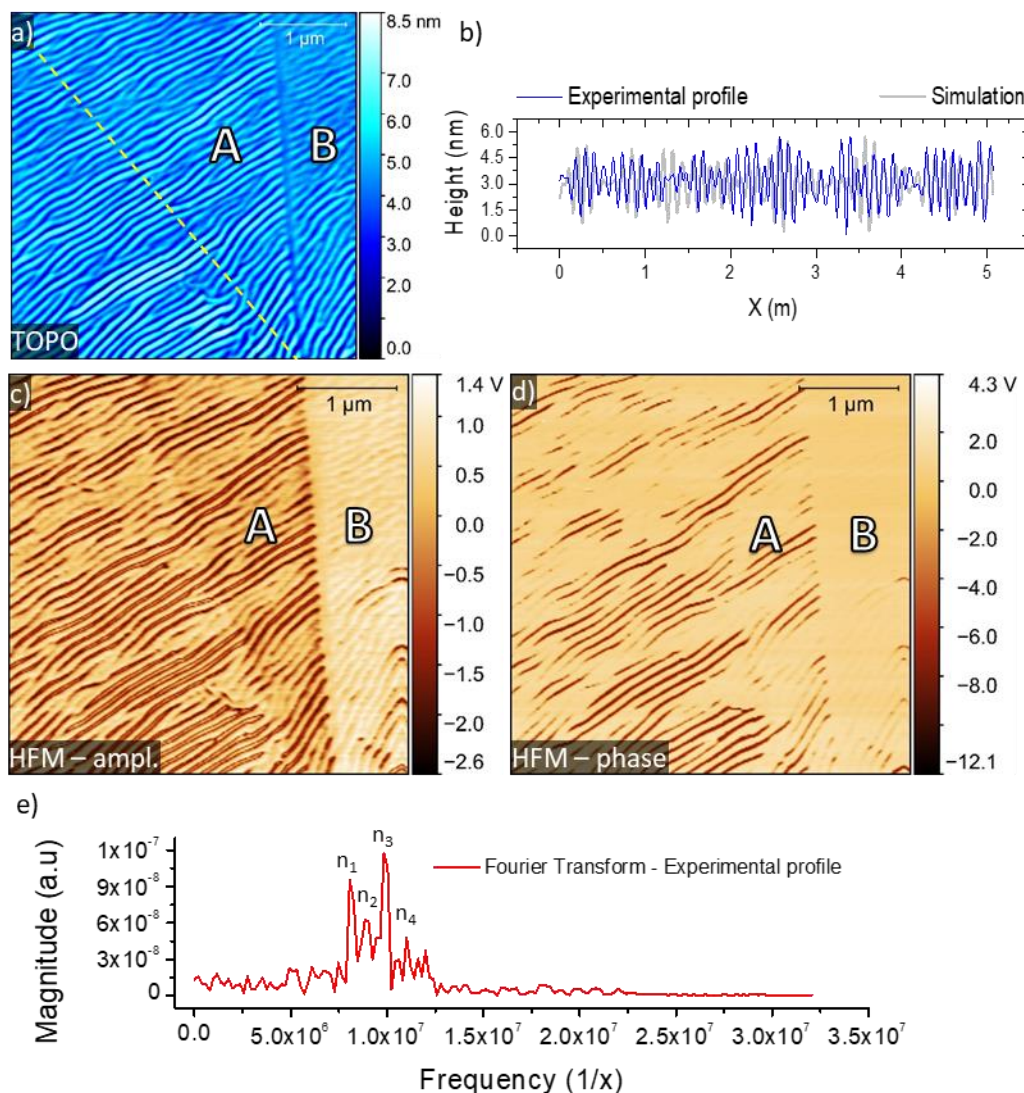 a)
1 µm
A
B
TOPO
8.5 nm
7.0
6.0
5.0
4.0
3.0
2.0
0.0
b)
Experimental profile
Simulation
Height (nm)
6.0
4.5
3.0
1.5
0.0
0 1 2 3 4 5
X (m)
c)
1 µm
A
B
HFM – ampl.
1.4 V
1.0
0.5
0.0
−0.5
−1.0
−1.5
−2.0
−2.6
d)
1 µm
A
B
HFM – phase
4.3 V
2.0
0.0
−2.0
−4.0
−6.0
−8.0
−12.1
e)
Magnitude (a.u)
1x10⁻⁷
9x10⁻⁸
6x10⁻⁸
3x10⁻⁸
0
n₁
n₂
n₃
n₄
Fourier Transform - Experimental profile
0.0 5.0x10⁶ 1.0x10⁷ 1.5x10⁷ 2.0x10⁷ 2.5x10⁷ 3.0x10⁷ 3.5x10⁷
Frequency (1/x)